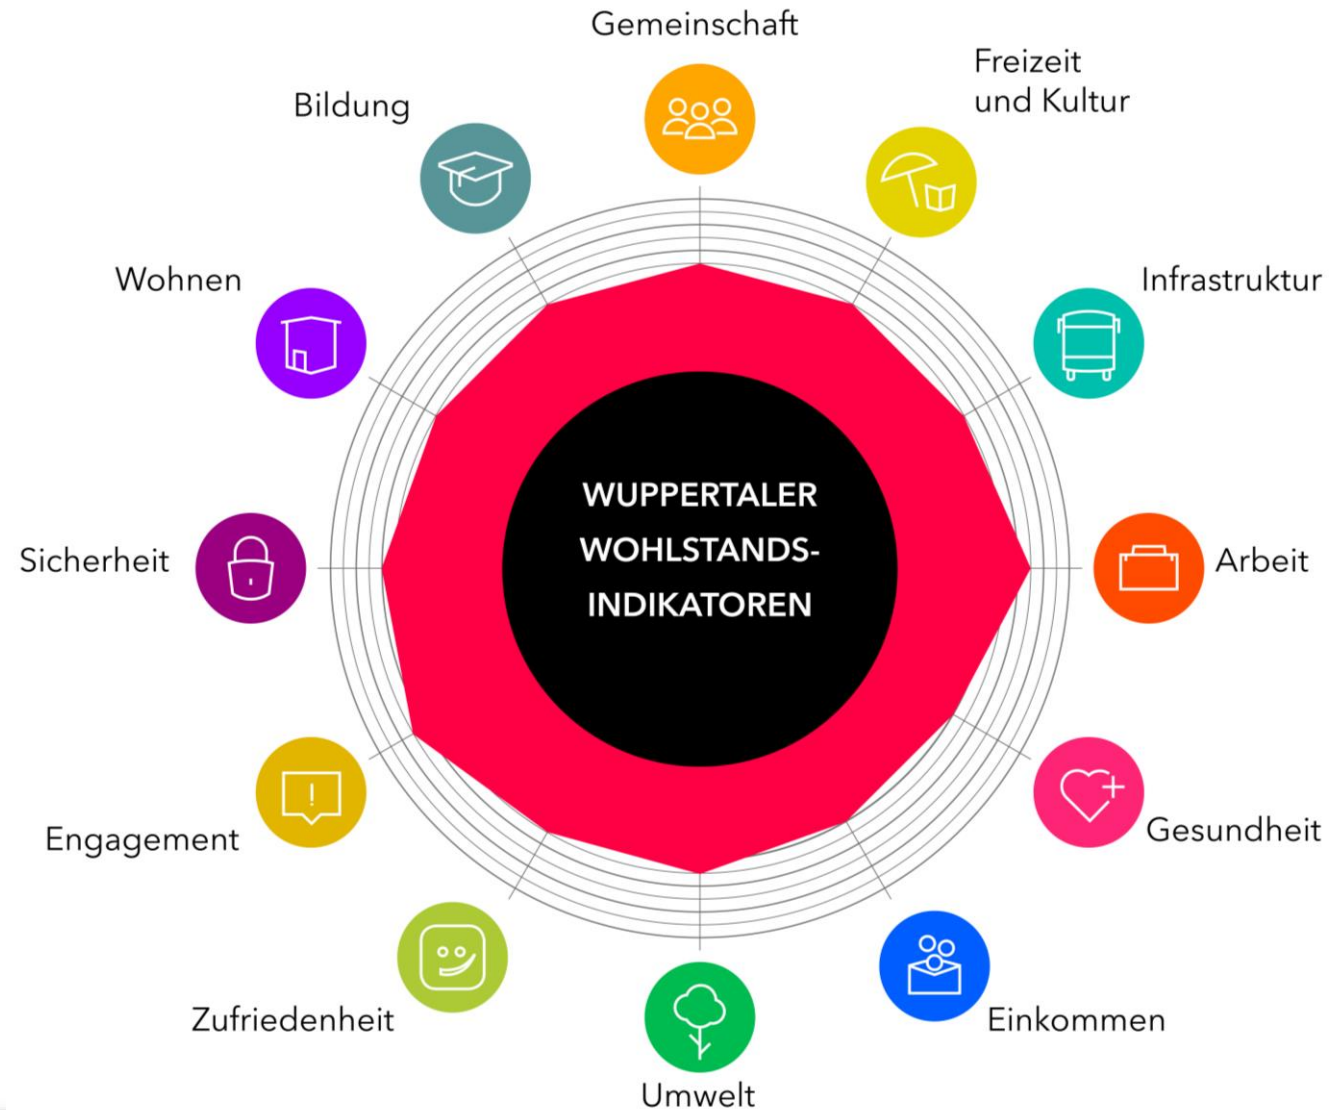 Gemeinschaft
Freizeit
und Kultur
Bildung
Wohnen
Infrastruktur
WUPPERTALER
WOHLSTANDS-
INDIKATOREN
Sicherheit
Arbeit
Engagement
Gesundheit
Zufriedenheit
Einkommen
Umwelt